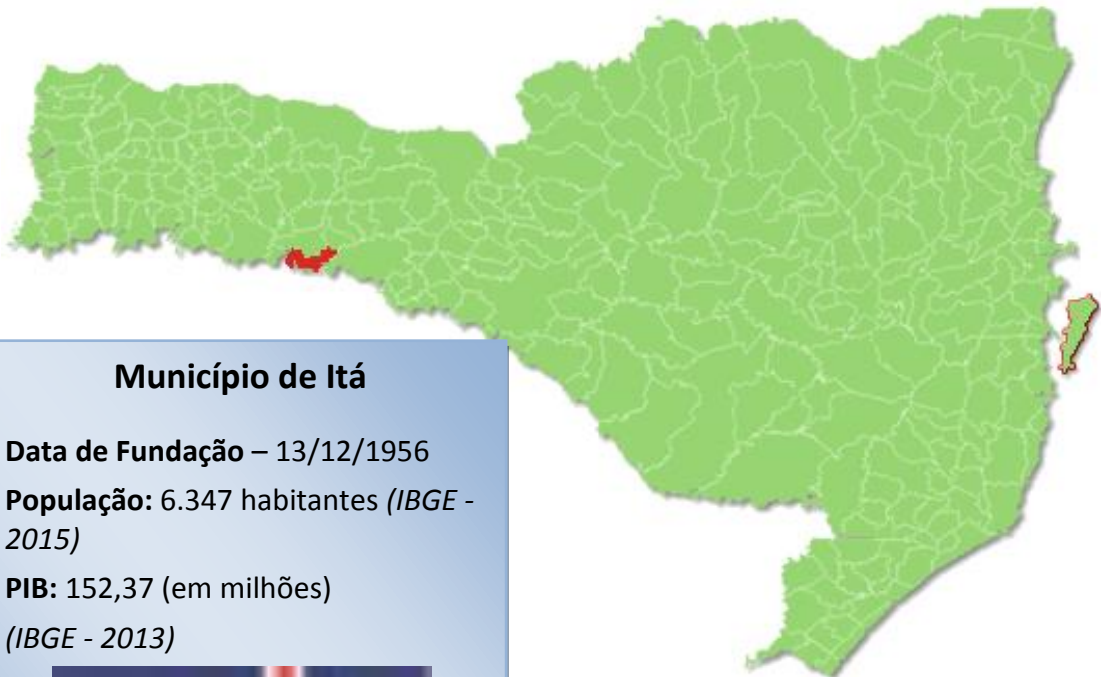 Município de Itá
Data de Fundação – 13/12/1956
População: 6.347 habitantes (IBGE -
2015)
PIB: 152,37 (em milhões)
(IBGE - 2013)